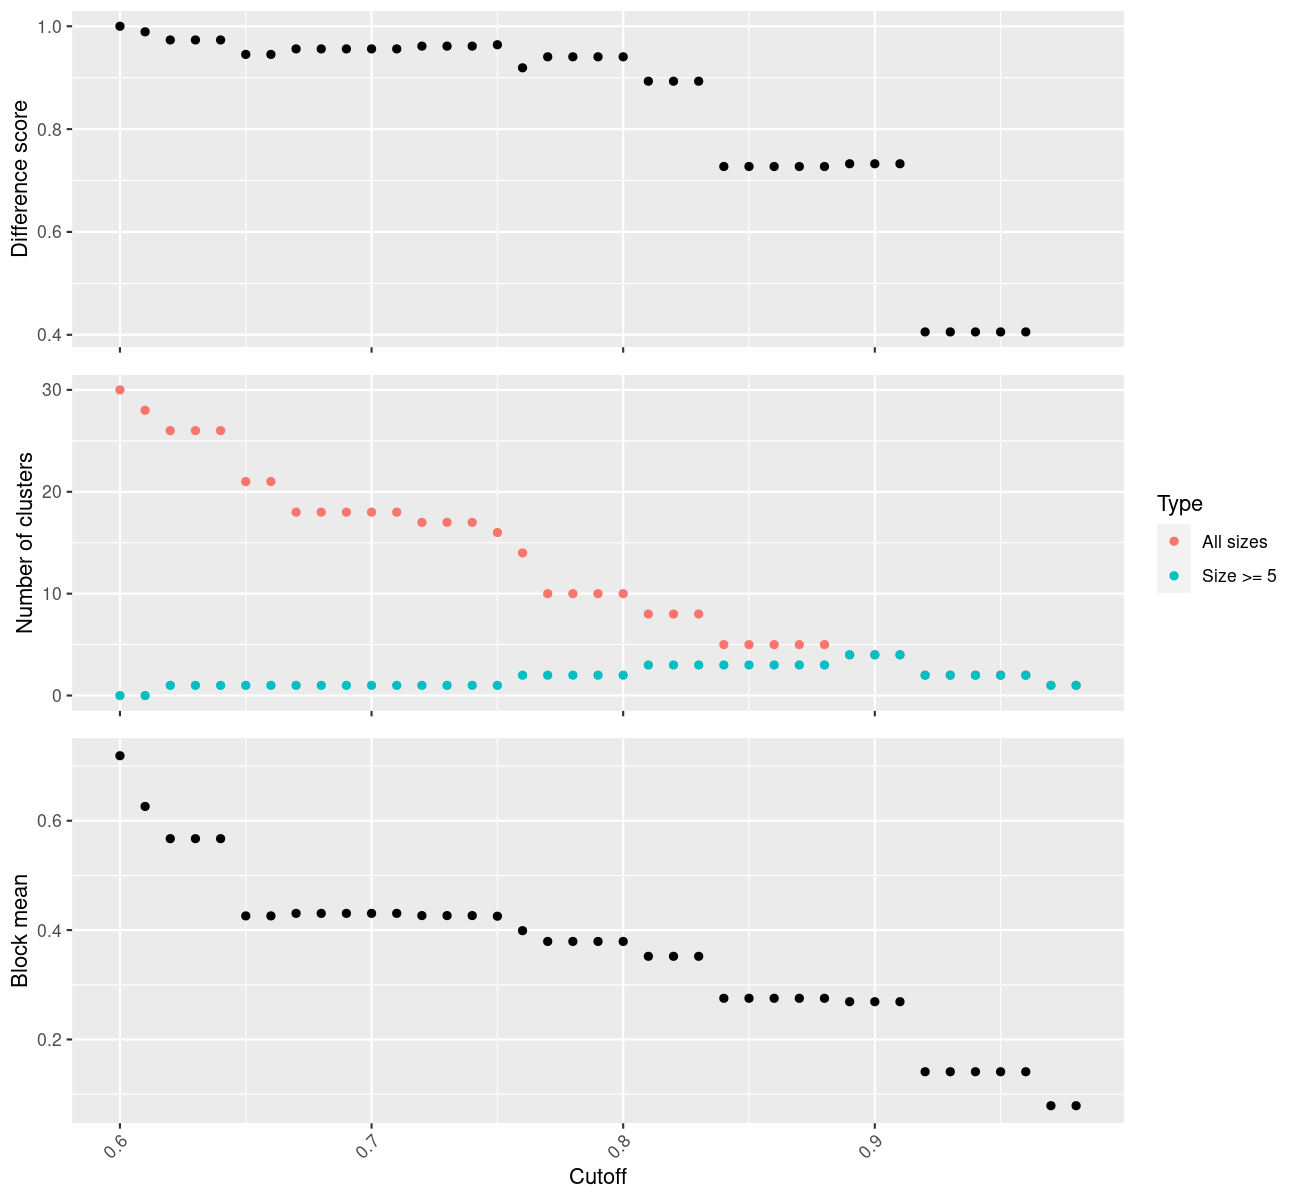 Difference score
1.0
0.8
0.6
0.4
Number of clusters
30
20
10
0
Type
All sizes
Size >= 5
Block mean
0.6
0.4
0.2
0.6
0.7
0.8
0.9
Cutoff